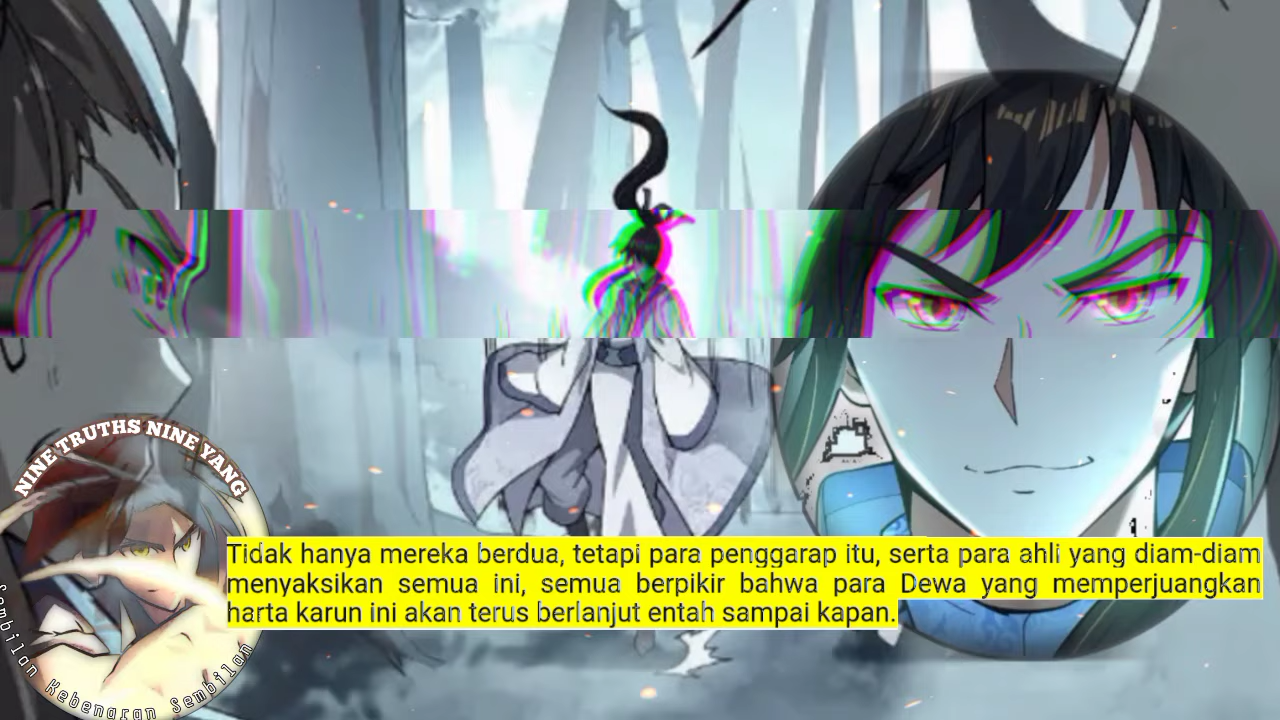 NINE TRUTHS NINE YANG
Tidak hanya mereka berdua, tetapi para penggarap itu, serta para ahli yang diam-diam
menyaksikan semua ini, semua berpikir bahwa para Dewa yang memperjuangkan
harta karun ini akan terus berlanjut entah sampai kapan.
Sembilan Kebenaran Sembilan